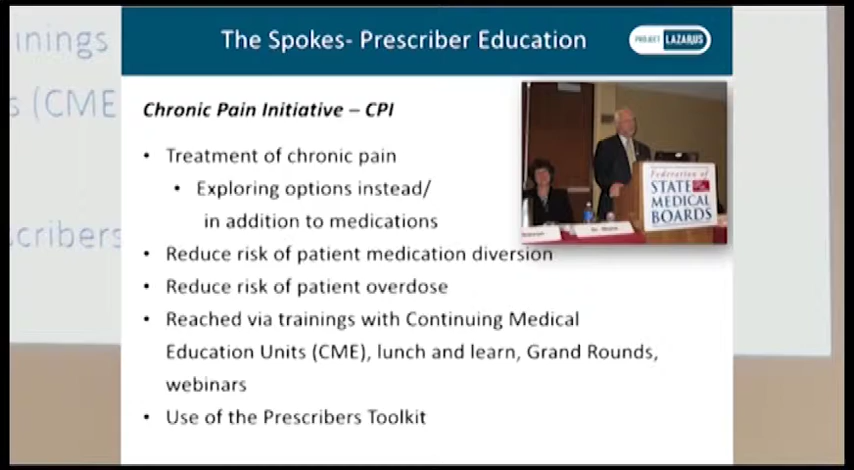 inings
s (CME
cribers
The Spokes- Prescriber Education
PROJECT LAZARUS
Chronic Pain Initiative – CPI
• Treatment of chronic pain
• Exploring options instead/
in addition to medications
• Reduce risk of patient medication diversion
• Reduce risk of patient overdose
• Reached via trainings with Continuing Medical
Education Units (CME), lunch and learn, Grand Rounds,
webinars
• Use of the Prescribers Toolkit
Federation of
STATE
MEDICAL
BOARDS